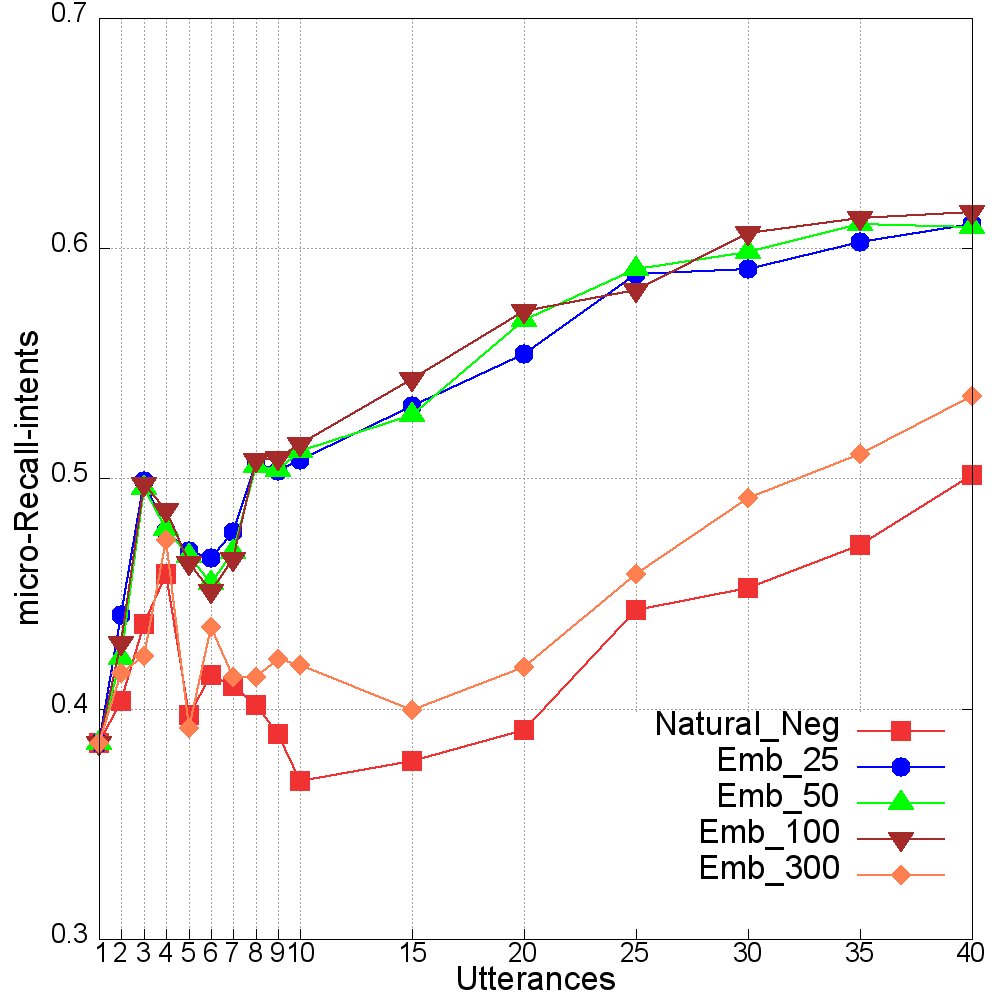 0.7
0.6
0.5
0.4
0.3
micro-Recall-intents
Natural_Neg
Emb_25
Emb_50
Emb_100
Emb_300
1 2 3 4 5 6 7 8 9 10 15 20 25 30 35 40
Utterances